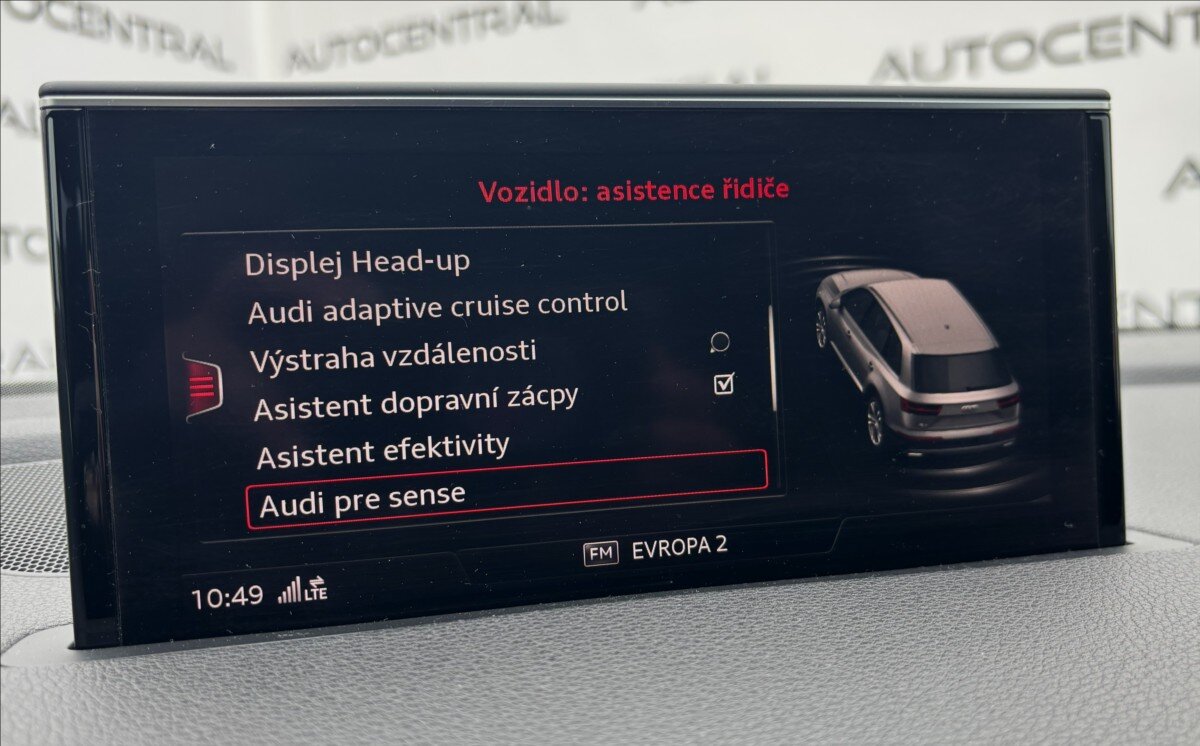 AUTOCENTRAL
AUTOCENTRAL
AUTOCENT
Vozidlo: asistence řidiče
Displej Head-up
Audi adaptive cruise control
Výstraha vzdálenosti
Asistent dopravní zácpy
Asistent efektivity
Audi pre sense
FM EVROPA 2
10:49 LTE